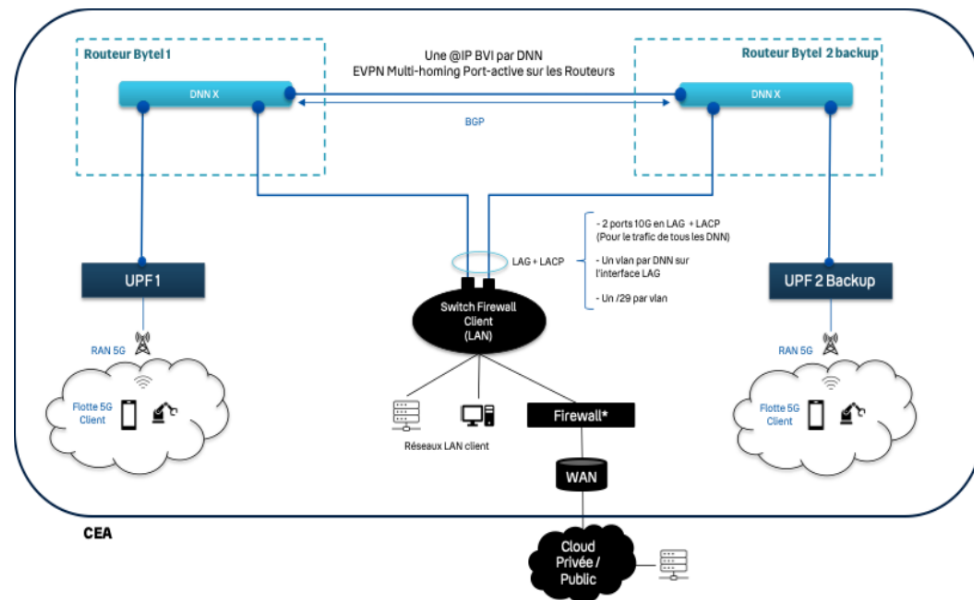 Routeur Bytel 1
Une @IP BVI par DNN
EVPN Multi-homing Port-active sur les Routeurs
Routeur Bytel 2 backup
DNN X
DNN X
BGP
LAG + LACP
- 2 ports 10G en LAG + LACP
(Pour le trafic de tous les DNN)
- Un vlan par DNN sur
l'interface LAG
- Un /29 par vlan
UPF 1
Switch Firewall
Client
(LAN)
UPF 2 Backup
RAN 5G
RAN 5G
Flotte 5G
Client
Réseaux LAN client
Firewall*
Flotte 5G
Client
WAN
CEA
Cloud
Privée /
Public